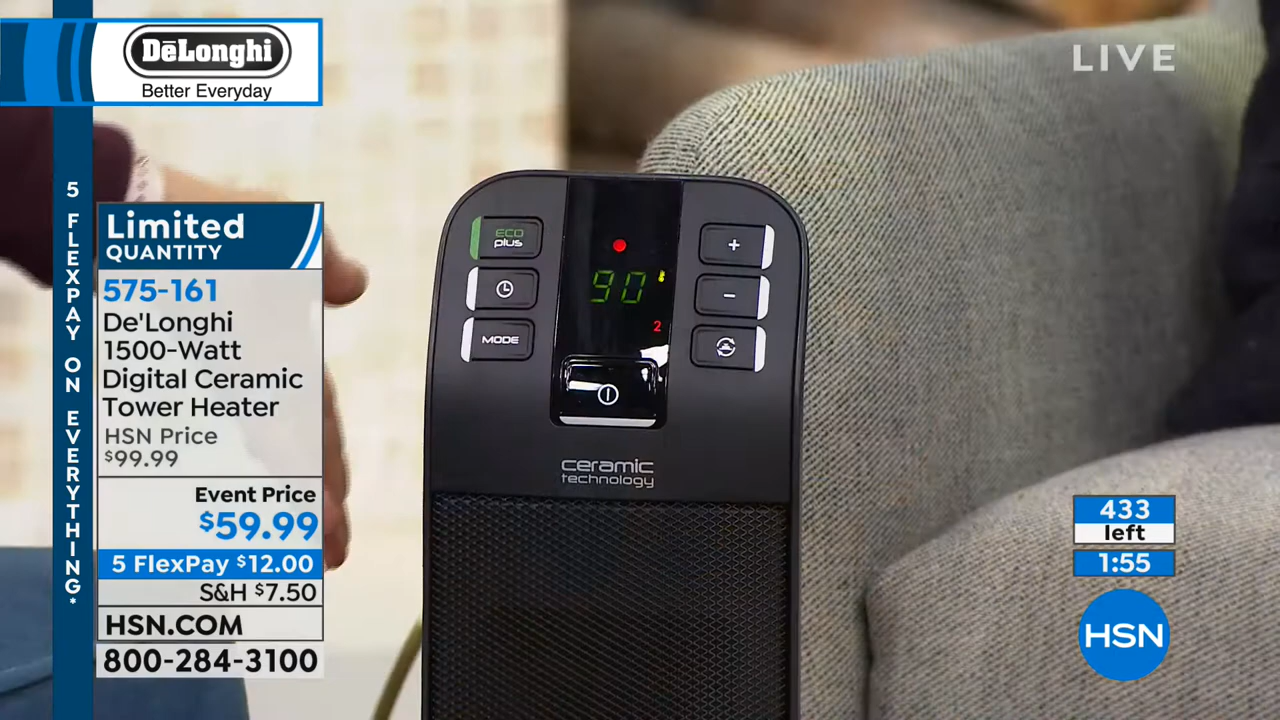 DēLonghi
Better Everyday
LIVE
5 FLEXPAY ON EVERYTHING*
Limited
QUANTITY
575-161
De'Longhi
1500-Watt
Digital Ceramic
Tower Heater
HSN Price
$99.99
Event Price
$59.99
5 FlexPay $12.00
S&H $7.50
HSN.COM
800-284-3100
ECO
plus
MODE
90
2
+
-
ceramic
technology
433
left
1:55
HSN